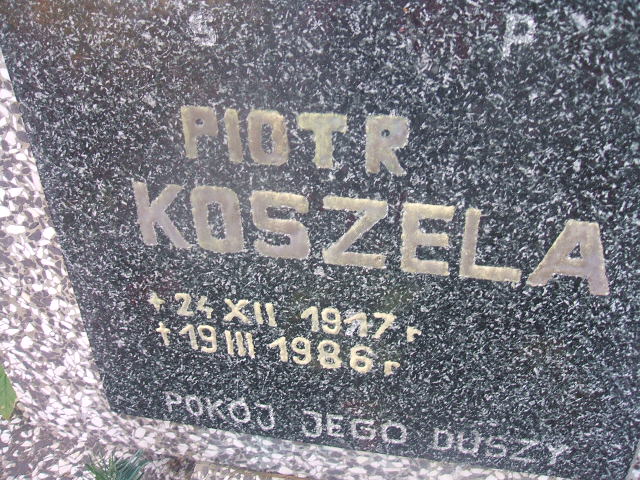 Ś P
PIOTR
KOSZELA
* 24 XII 1917 r
† 19 III 1986 r
POKÓJ JEGO DUSZY